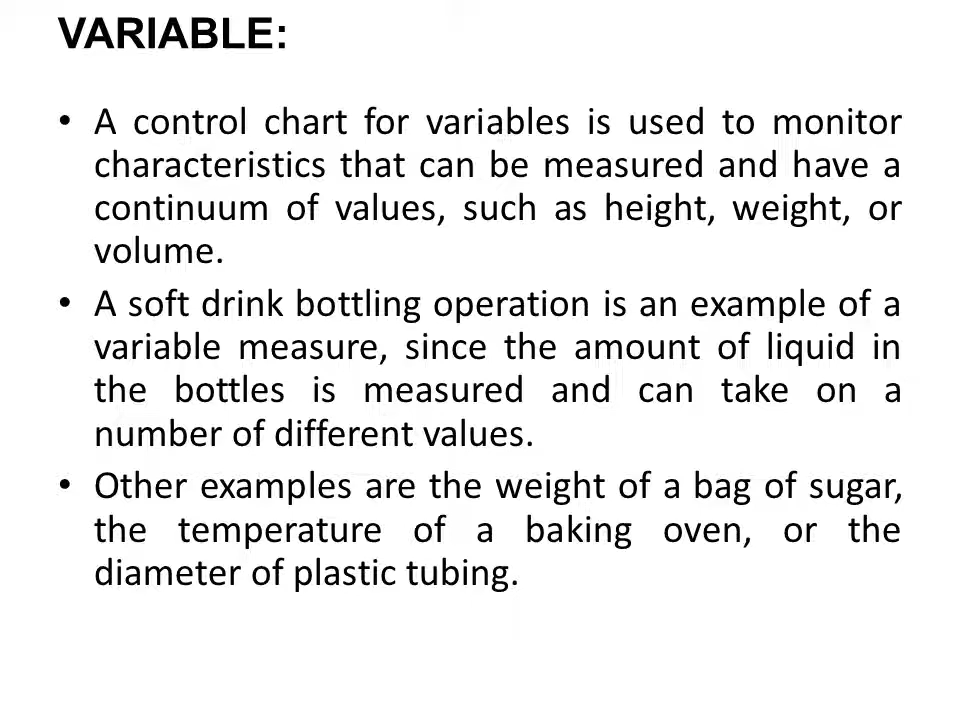 VARIABLE:
• A control chart for variables is used to monitor
characteristics that can be measured and have a
continuum of values, such as height, weight, or
volume.
• A soft drink bottling operation is an example of a
variable measure, since the amount of liquid in
the bottles is measured and can take on a
number of different values.
• Other examples are the weight of a bag of sugar,
the temperature of a baking oven, or the
diameter of plastic tubing.